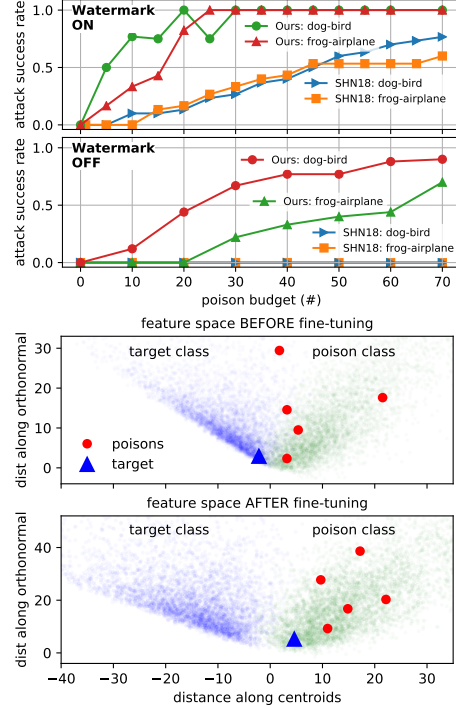 Watermark
ON
attack success rate
1.0
0.5
0.0
Ours: dog-bird
Ours: frog-airplane
SHN18: dog-bird
SHN18: frog-airplane
Watermark
OFF
attack success rate
1.0
0.5
0.0
Ours: dog-bird
Ours: frog-airplane
SHN18: dog-bird
SHN18: frog-airplane
0 10 20 30 40 50 60 70
poison budget (#)
feature space BEFORE fine-tuning
dist along orthonormal
30
20
10
0
target class poison class
poisons
target
feature space AFTER fine-tuning
dist along orthonormal
40
20
0
target class poison class
−40 −30 −20 −10 0 10 20 30
distance along centroids